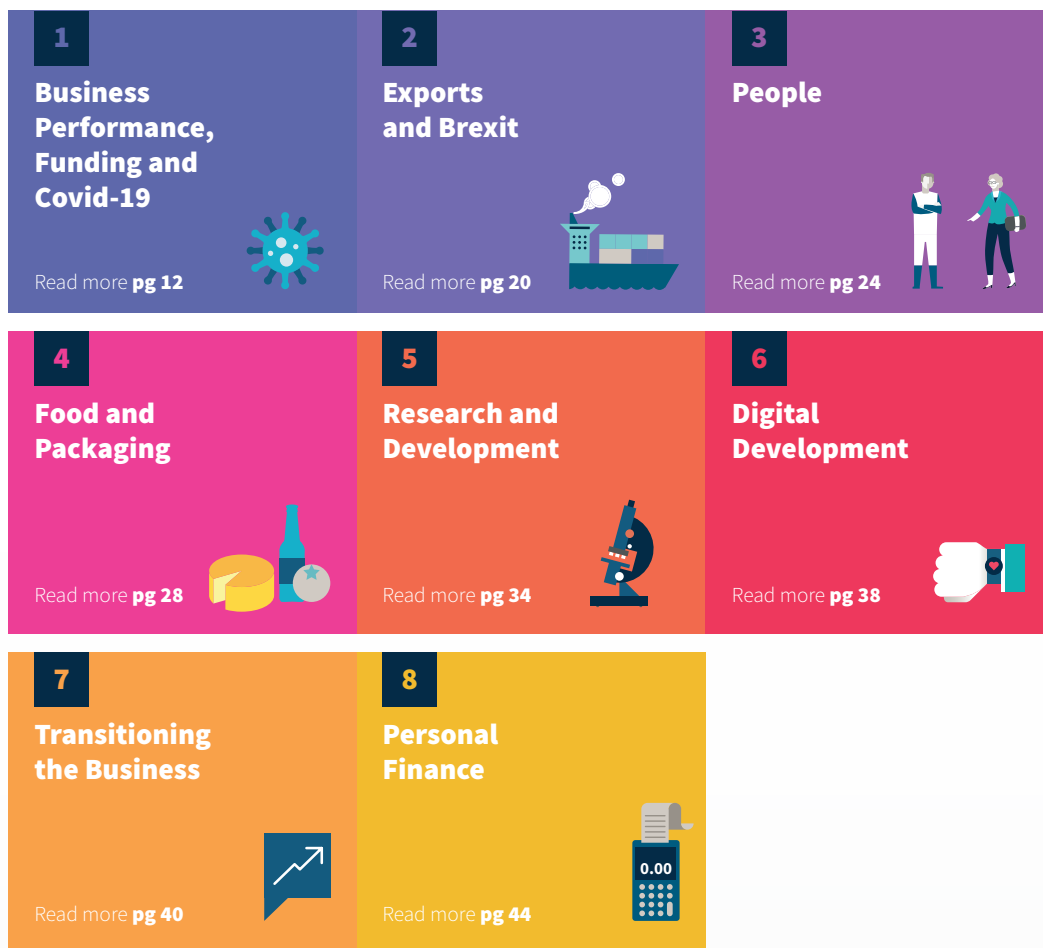 1
Business
Performance,
Funding and
Covid-19
Read more pg 12
2
Exports
and Brexit
Read more pg 20
3
People
Read more pg 24
4
Food and
Packaging
Read more pg 28
5
Research and
Development
Read more pg 34
6
Digital
Development
Read more pg 38
7
Transitioning
the Business
Read more pg 40
8
Personal
Finance
0.00
Read more pg 44